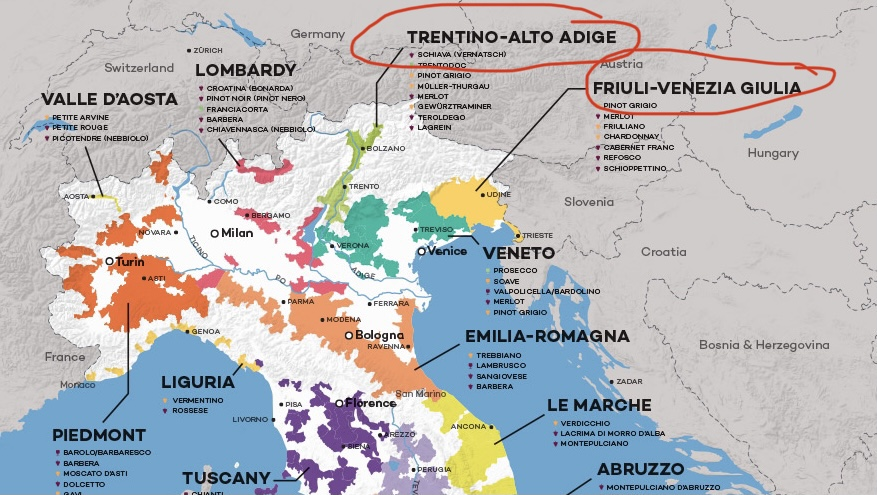 Germany
TRENTINO-ALTO ADIGE
SCHIAVA (VERNATSCH)
TRENTODOC
PINOT GRIGIO
MÜLLER-THURGAU
MERLOT
GEWÜRZTRAMINER
TEROLDEGO
LAGREIN
ZÜRICH
Switzerland
LOMBARDY
CROATINA (BONARDA)
PINOT NOIR (PINOT NERO)
FRANCIACORTA
BARBERA
CHIAVENNASCA (NEBBIOLO)
Austria
FRIULI-VENEZIA GIULIA
PINOT GRIGIO
MERLOT
FRIULIANO
CHARDONNAY
CABERNET FRANC
REFOSCO
SCHIOPPETTINO
VALLE D'AOSTA
PETITE ARVINE
PETITE ROUGE
PICOTENDRE (NEBBIOLO)
Hungary
BOLZANO
AOSTA
COMO
TRENTO
UDINE
Slovenia
BERGAMO
NOVARA
Milan
TICINO
TREVISO
TRIESTE
VERONA
Venice
VENETO
PROSECCO
SOAVE
VALPOLICELLA/BARDOLINO
MERLOT
PINOT GRIGIO
Croatia
Turin
ASTI
PO
ADIGE
PARMA
FERRARA
MODENA
GENOA
Bologna
RAVENNA
EMILIA-ROMAGNA
TREBBIANO
LAMBRUSCO
SANGIOVESE
BARBERA
Bosnia & Herzegovina
France
Monaco
LIGURIA
VERMENTINO
ROSSESE
San Marino
ZADAR
PISA
Florence
LIVORNO
AREZZO
SIENA
ANCONA
LE MARCHE
VERDICCHIO
LACRIMA DI MORRO D'ALBA
MONTEPULCIANO
PIEDMONT
BAROLO/BARBARESCO
BARBERA
MOSCATO D'ASTI
DOLCETTO
GAVI
TUSCANY
CHIANTI
PERUGIA
ABRUZZO
MONTEPULCIANO D'ABRUZZO